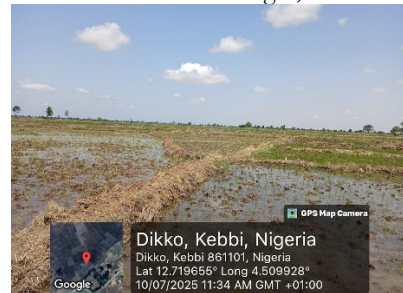 GPS Map Camera
Dikko, Kebbi, Nigeria
Dikko, Kebbi 861101, Nigeria
Lat 12.719655° Long 4.509928°
10/07/2025 11:34 AM GMT +01:00
Google